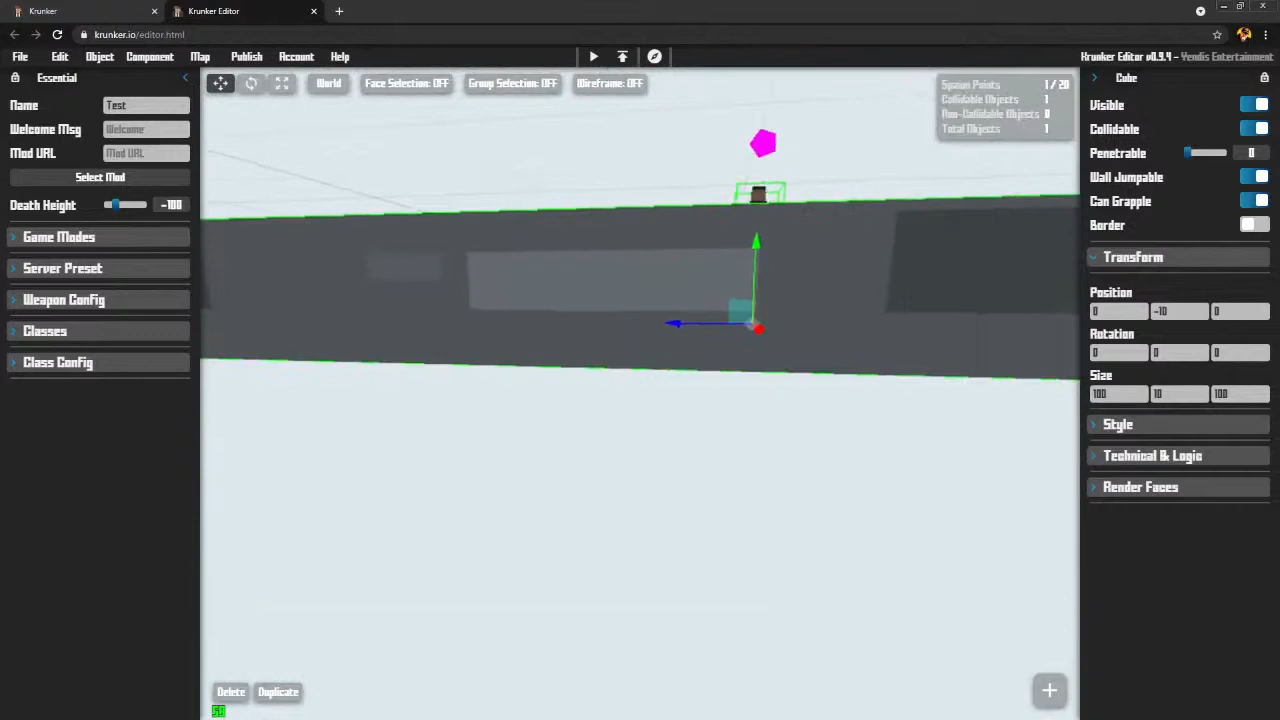 Krunker
Krunker Editor
krunker.io/editor.html
File Edit Object Component Map Publish Account Help
Krunker Editor v0.9.4 - Yendis Entertainment
Essential
Name Test
Welcome Msg Welcome
Mod URL Mod URL
Select Mod
Death Height -100
Game Modes
Server Preset
Weapon Config
Classes
Class Config
World Face Selection: OFF Group Selection: OFF Wireframe: OFF
Spawn Points 1 / 20
Collidable Objects 1
Non-Collidable Objects 0
Total Objects 1
Delete Duplicate
Cube
Visible
Collidable
Penetrable 0
Wall Jumpable
Can Grapple
Border
Transform
Position
0 -10 0
Rotation
0 0 0
Size
100 10 100
Style
Technical & Logic
Render Faces